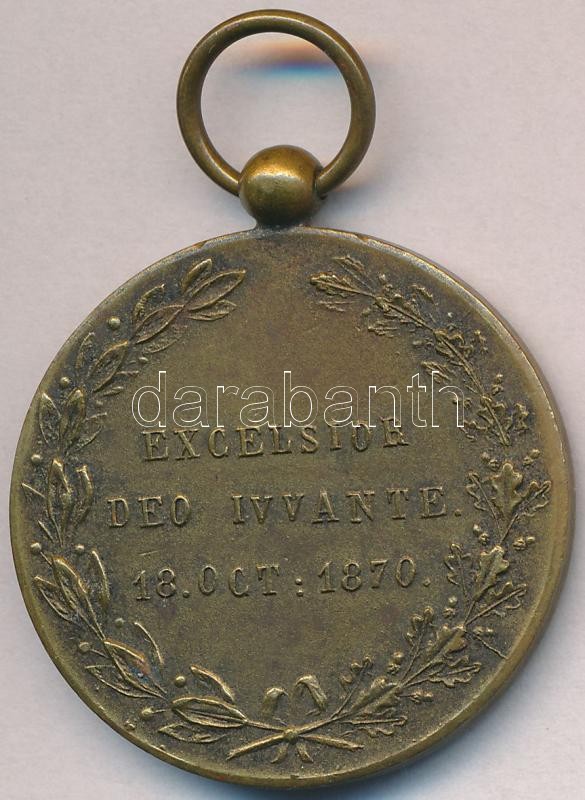 darabanth
EXCELSIOR
DEO IVVANTE.
18.OCT:1870.